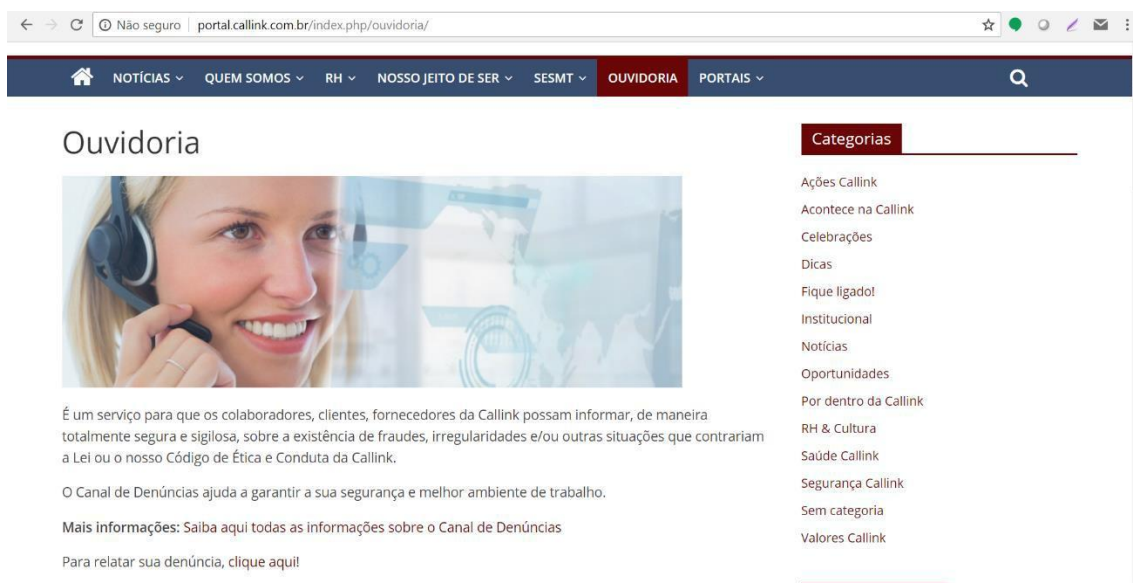 Não seguro portal.callink.com.br/index.php/ouvidoria/
NOTÍCIAS QUEM SOMOS RH NOSSO JEITO DE SER SESMT OUVIDORIA PORTAIS
Ouvidoria
É um serviço para que os colaboradores, clientes, fornecedores da Callink possam informar, de maneira
totalmente segura e sigilosa, sobre a existência de fraudes, irregularidades e/ou outras situações que contrariam
a Lei ou o nosso Código de Ética e Conduta da Callink.
O Canal de Denúncias ajuda a garantir a sua segurança e melhor ambiente de trabalho.
Mais informações: Saiba aqui todas as informações sobre o Canal de Denúncias
Para relatar sua denúncia, clique aqui!
Categorias
Ações Callink
Acontece na Callink
Celebrações
Dicas
Fique ligado!
Institucional
Notícias
Oportunidades
Por dentro da Callink
RH & Cultura
Saúde Callink
Segurança Callink
Sem categoria
Valores Callink